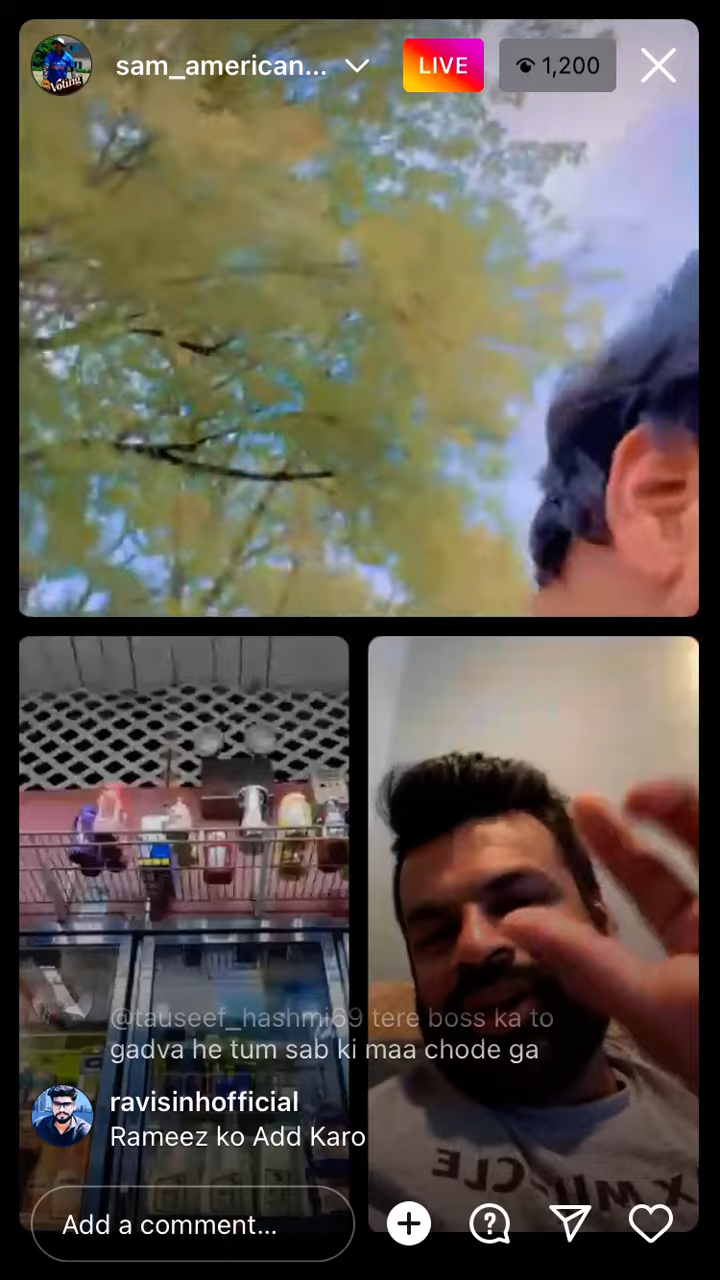 sam_american...
LIVE
1,200
Voting
@tauseef_hashmi69 tere boss ka to
gadva he tum sab ki maa chode ga
ravisinhofficial
Rameez ko Add Karo
Add a comment...